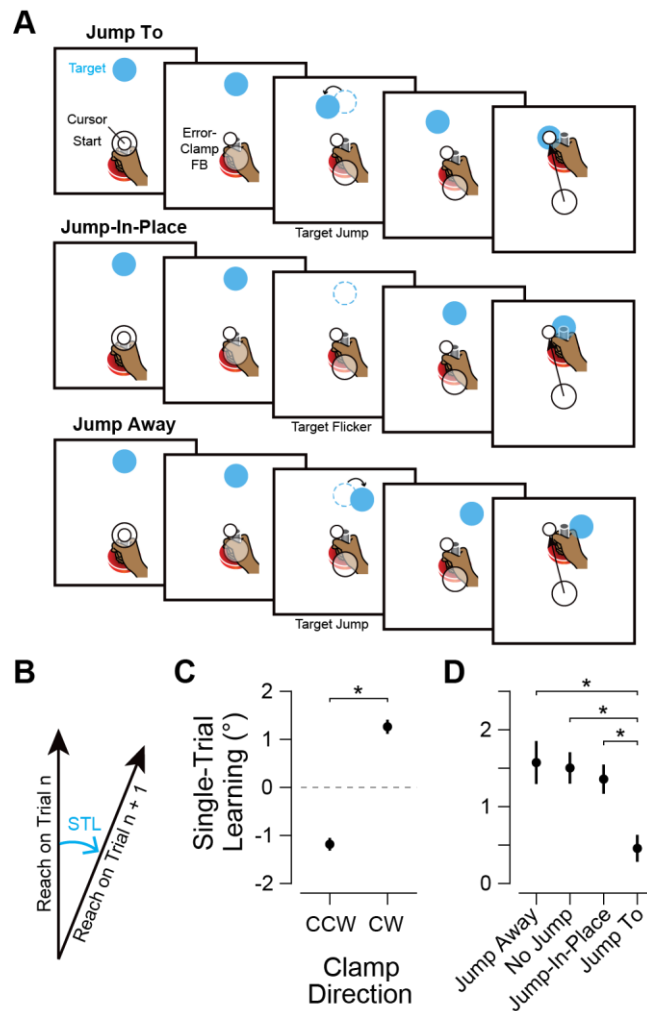 A
Jump To
Target
Cursor
Start
Error-
Clamp
FB
Target Jump
Jump-In-Place
Target Flicker
Jump Away
Target Jump
B
Reach on Trial n
STL
Reach on Trial n + 1
C
Single-Trial
Learning (°)
2
1
0
-1
-2
CCW
CW
Clamp
Direction
*
D
2
1
0
Jump Away
No Jump
Jump-In-Place
Jump To
*
*
*